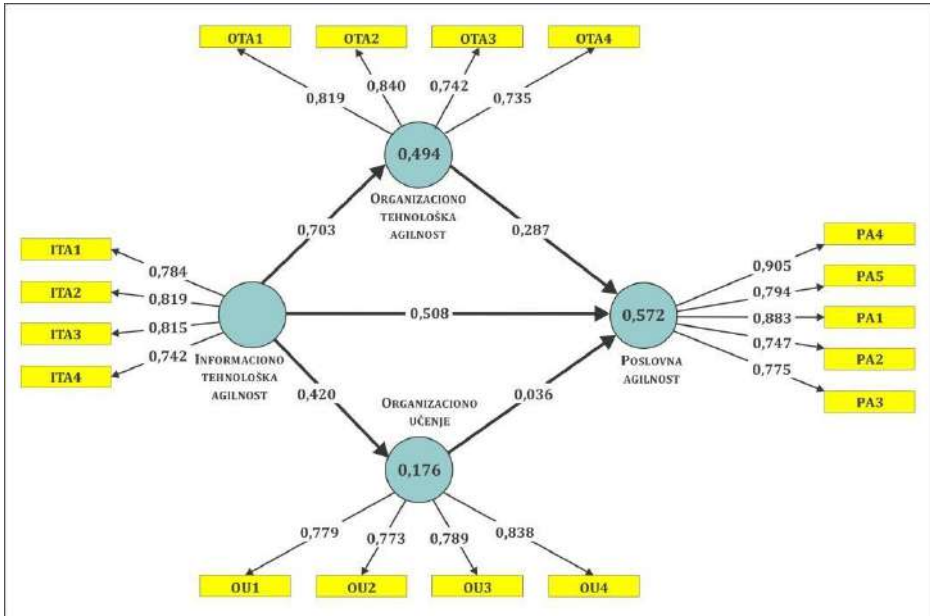 OTA1 OTA2 OTA3 OTA4
0,819 0,840 0,742 0,735
0,494
ORGANIZACIONO
TEHNOLOŠKA
AGILNOST
0,703 0,287
ITA1
ITA2
ITA3
ITA4
0,784
0,819
0,815
0,742
INFORMACIONO
TEHNOLOŠKA
AGILNOST
0,508
0,572
POSLOVNA
AGILNOST
0,905
0,794
0,883
0,747
0,775
PA4
PA5
PA1
PA2
PA3
0,420 0,036
ORGANIZACIONO
UČENJE
0,176
0,779 0,773 0,789 0,838
OU1 OU2 OU3 OU4